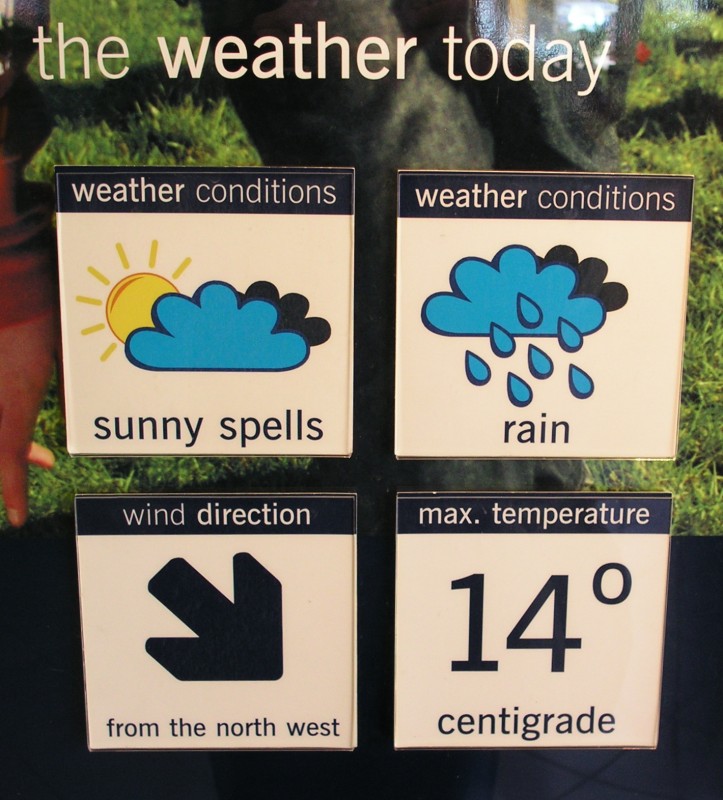 the weather today
weather conditions
sunny spells
weather conditions
rain
wind direction
from the north west
max. temperature
14°
centigrade